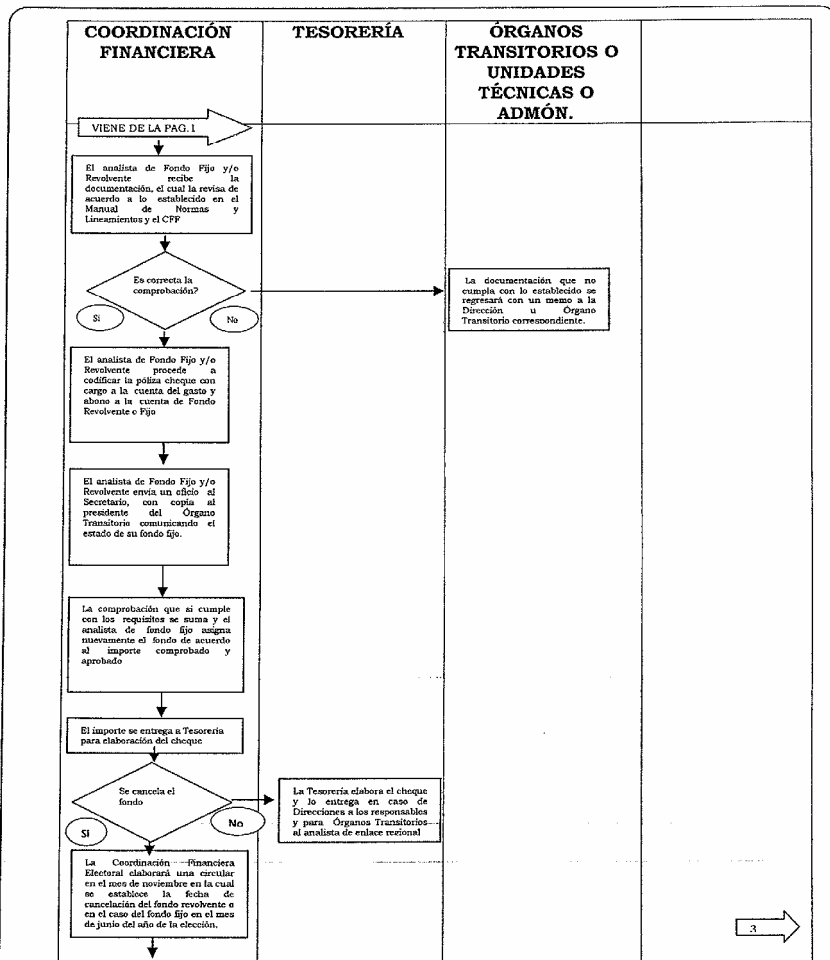 COORDINACIÓN
FINANCIERA
TESORERÍA
ÓRGANOS
TRANSITORIOS O
UNIDADES
TÉCNICAS O
ADMÓN.
VIENE DE LA PAG.1
El analista de Fondo Fijo y/o
Revolvente recibe la
documentación, el cual la revisa de
acuerdo a lo establecido en el
Manual de Normas y
Lineamientos y el CFF
Es correcta la
comprobación?
Si
No
La documentación que no
cumpla con lo establecido se
regresará con un memo a la
Dirección u Órgano
Transitorio correspondiente.
El analista de Fondo Fijo y/o
Revolvente procede a
codificar la póliza cheque con
cargo a la cuenta del gasto y
abono a la cuenta de Fondo
Revolvente o Fijo
El analista de Fondo Fijo y/o
Revolvente envía un oficio al
Secretario, con copia al
presidente del Órgano
Transitorio comunicando el
estado de su fondo fijo.
La comprobación que si cumple
con los requisitos se suma y el
analista de fondo fijo asigna
nuevamente el fondo de acuerdo
al importe comprobado y
aprobado
El importe se entrega a Tesorería
para elaboración del cheque
Se cancela el
fondo
Si
No
La Tesorería elabora el cheque
y lo entrega en caso de
Direcciones a los responsables
y para Órganos Transitorios
al analista de enlace regional
La Coordinación Financiera
Electoral elaborará una circular
en el mes de noviembre en la cual
se establece la fecha de
cancelación del fondo revolvente o
en el caso del fondo fijo en el mes
de junio del año de la elección.
3